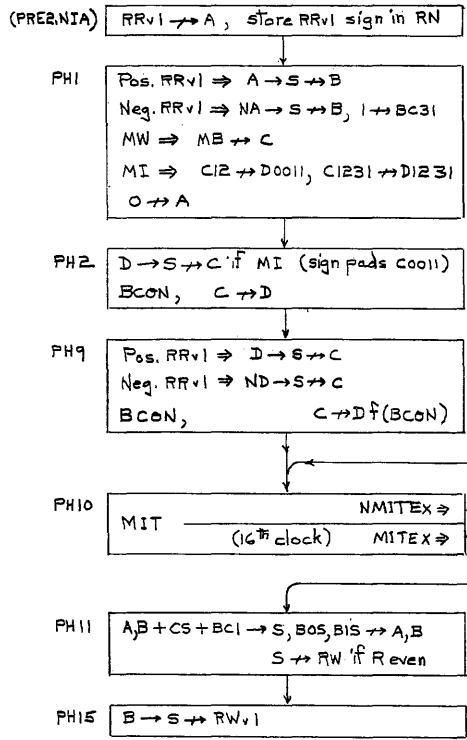 (PRE2.NIA) RRv1 ↛ A, store RRv1 sign in RN
PH1 Pos. RRv1 ⇒ A → S ↛ B
Neg. RRv1 ⇒ NA → S ↛ B, 1 ↛ BC31
MW ⇒ MB ↛ C
MI ⇒ C12 → D0011, C1231 ↛ D1231
0 ↛ A
PH2 D → S ↛ C if MI (sign pads C0011)
BCON, C ↛ D
PH9 Pos. RRv1 ⇒ D → S ↛ C
Neg. RRv1 ⇒ ND → S ↛ C
BCON, C ↛ D f(BCON)
PH10 MIT NMITEX ⇒
(16th clock) MITEX ⇒
PH11 A,B + CS + BC1 → S, B0S, B1S ↛ A,B
S ↛ RW if R even
PH15 B → S ↛ RWv1